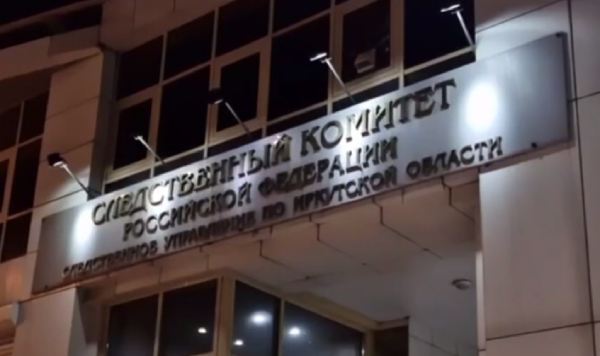 СЛЕДСТВЕННЫЙ КОМИТЕТ
РОССИЙСКОЙ ФЕДЕРАЦИИ
СЛЕДСТВЕННОЕ УПРАВЛЕНИЕ ПО ИРКУТСКОЙ ОБЛАСТИ